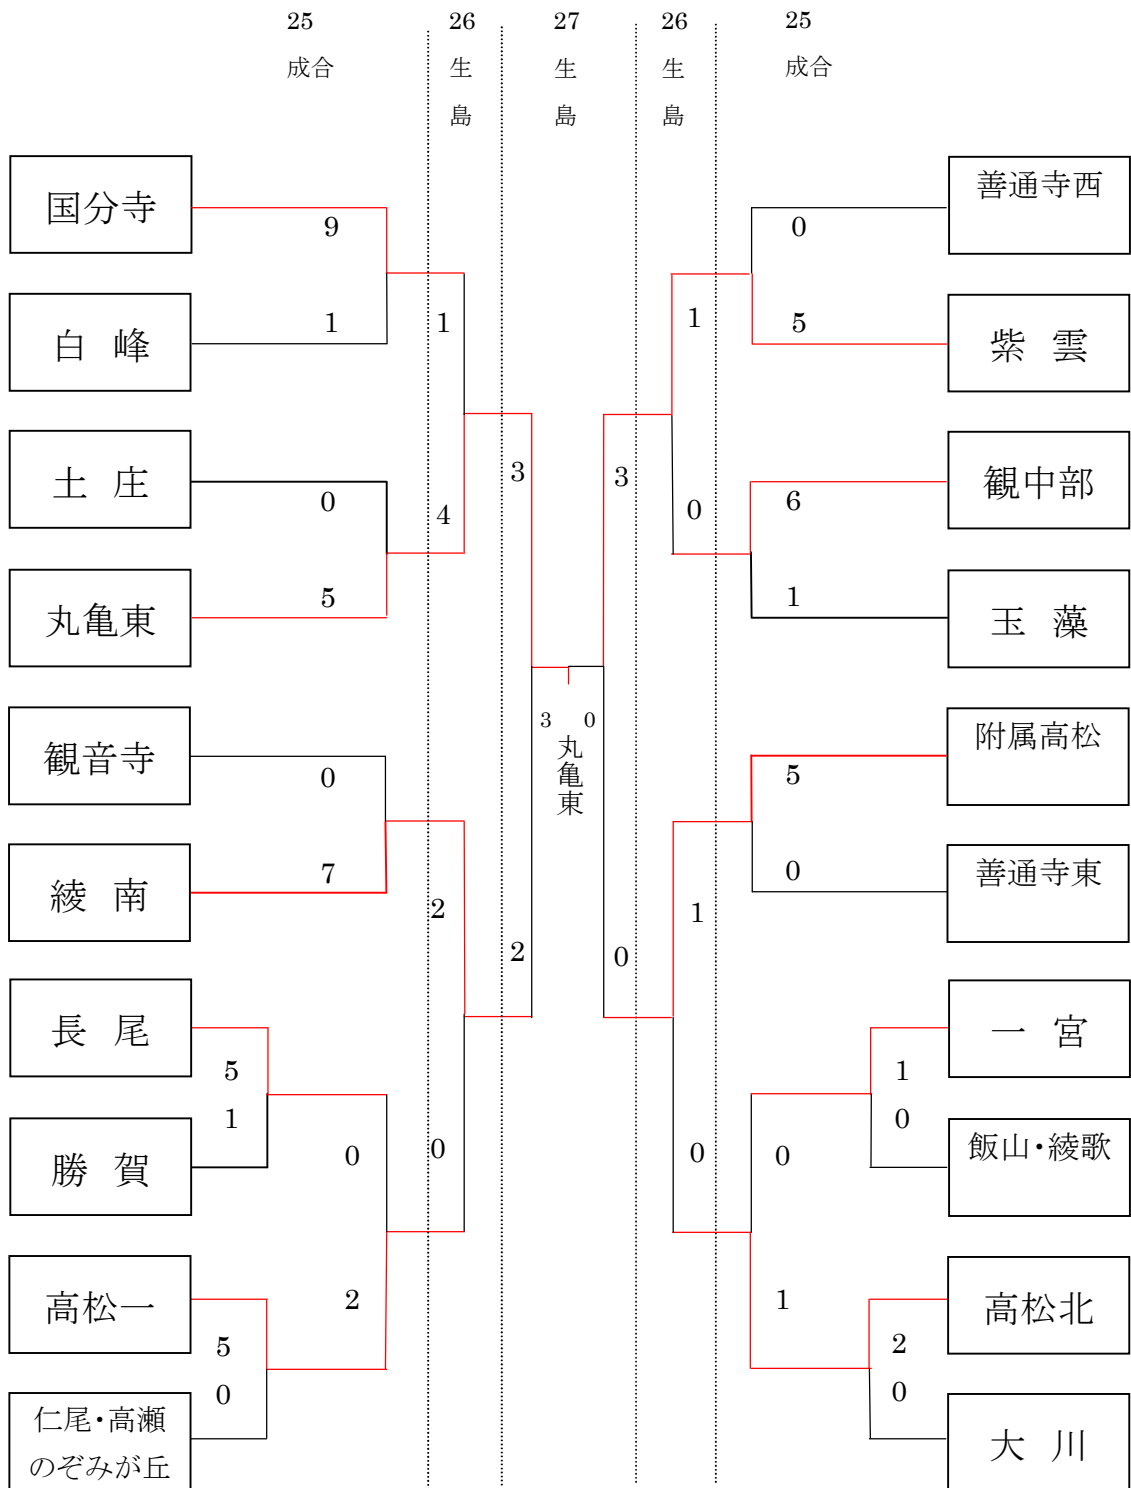 25 26 27 26 25
成合 生島 生島 生島 成合
国分寺 9
白 峰 1
土 庄 0
丸亀東 5
観音寺 0
綾 南 7
長 尾 5
勝 賀 1
高松一 5
仁尾・高瀬
のぞみが丘
0
0
2
1
4
2
0
3
2
3 0
丸亀東
3
0
1
0
1
0
善通寺西 0
紫 雲 5
観中部 6
玉 藻 1
附属高松 5
善通寺東 0
一 宮 1
飯山・綾歌 0
高松北 2
大 川 0
0
1